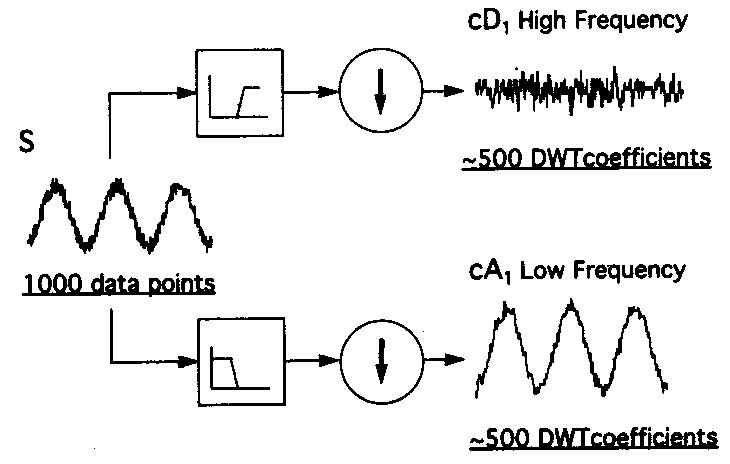 cD1 High Frequency
S
~500 DWTcoefficients
1000 data points
cA1 Low Frequency
~500 DWTcoefficients